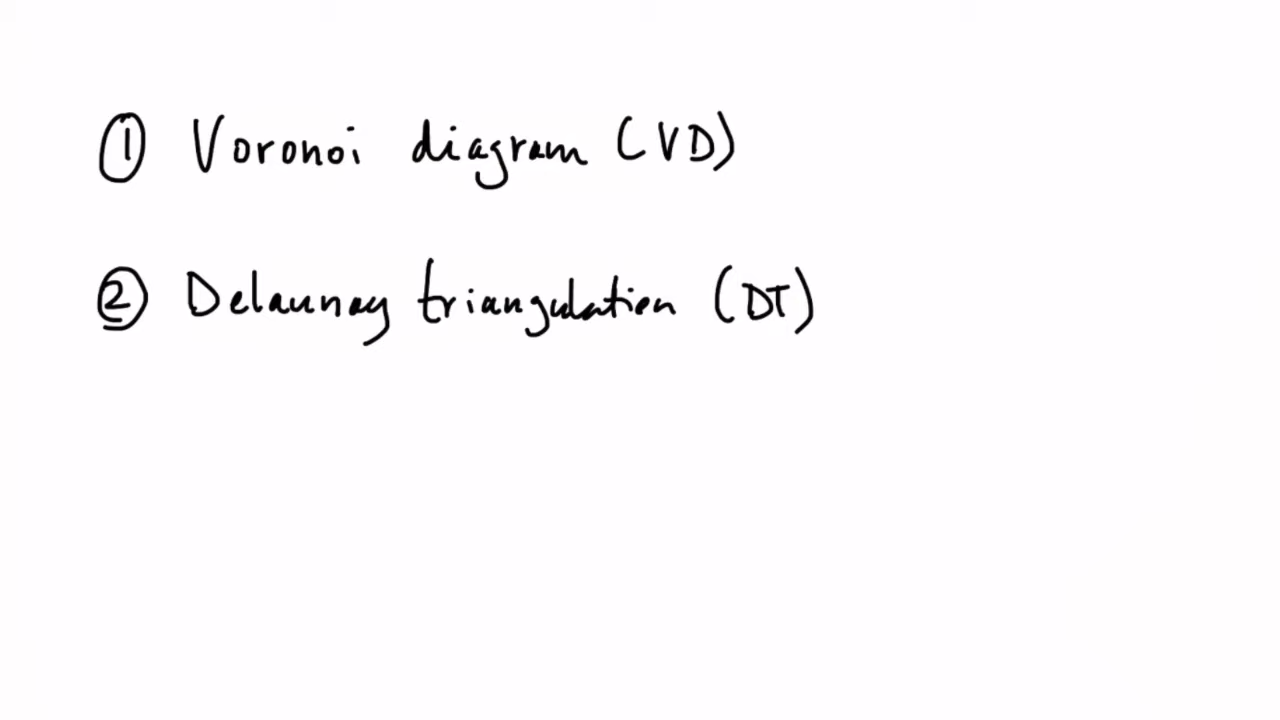 ① Voronoi diagram (VD)
② Delaunay triangulation (DT)